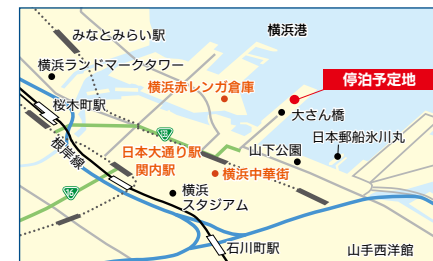 みなとみらい駅
横浜港
横浜ランドマークタワー
横浜赤レンガ倉庫
停泊予定地
桜木町駅
大さん橋
根岸線
133
日本大通り駅
関内駅
山下公園
日本郵船氷川丸
横浜中華街
16
横浜
スタジアム
石川町駅
山手西洋館